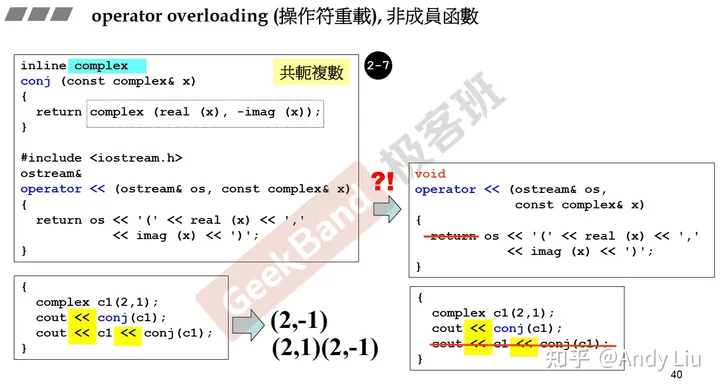 operator overloading (操作符重載), 非成員函數
inline complex
conj (const complex& x)
{
return complex (real (x), -imag (x));
}
#include <iostream.h>
ostream&
operator << (ostream& os, const complex& x)
{
return os << '(' << real (x) << ','
<< imag (x) << ')';
}
共軛複數
2-7
?!
void
operator << (ostream& os,
const complex& x)
{
return os << '(' << real (x) << ','
<< imag (x) << ')';
}
{
complex c1(2,1);
cout << conj(c1);
cout << c1 << conj(c1);
}
(2,-1)
(2,1)(2,-1)
{
complex c1(2,1);
cout << conj(c1);
cout << c1 << conj(c1);
}
GeekBand 极客班
知乎 @Andy Liu
40